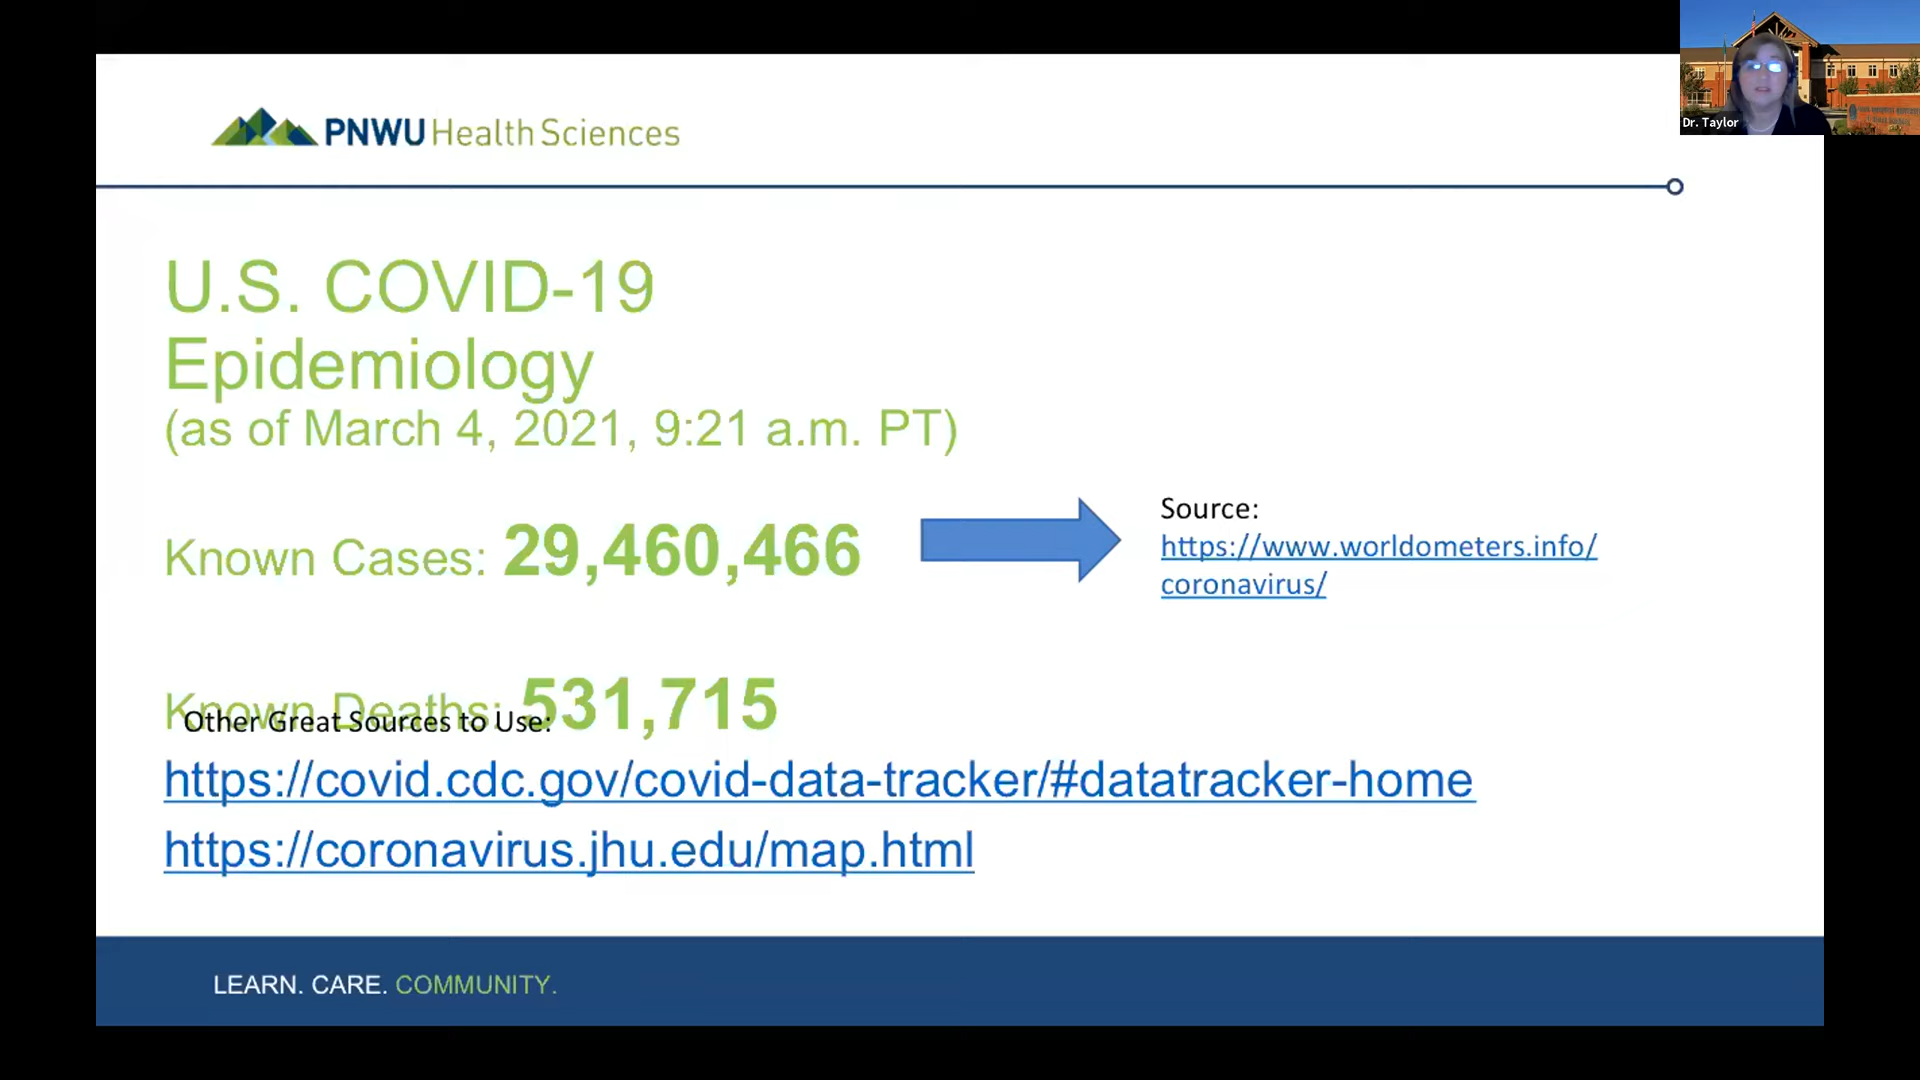 Dr. Taylor
PNWU Health Sciences
U.S. COVID-19
Epidemiology
(as of March 4, 2021, 9:21 a.m. PT)
Known Cases: 29,460,466
Source:
https://www.worldometers.info/
coronavirus/
Known Deaths: 531,715
Other Great Sources to Use:
https://covid.cdc.gov/covid-data-tracker/#datatracker-home
https://coronavirus.jhu.edu/map.html
LEARN. CARE. COMMUNITY.